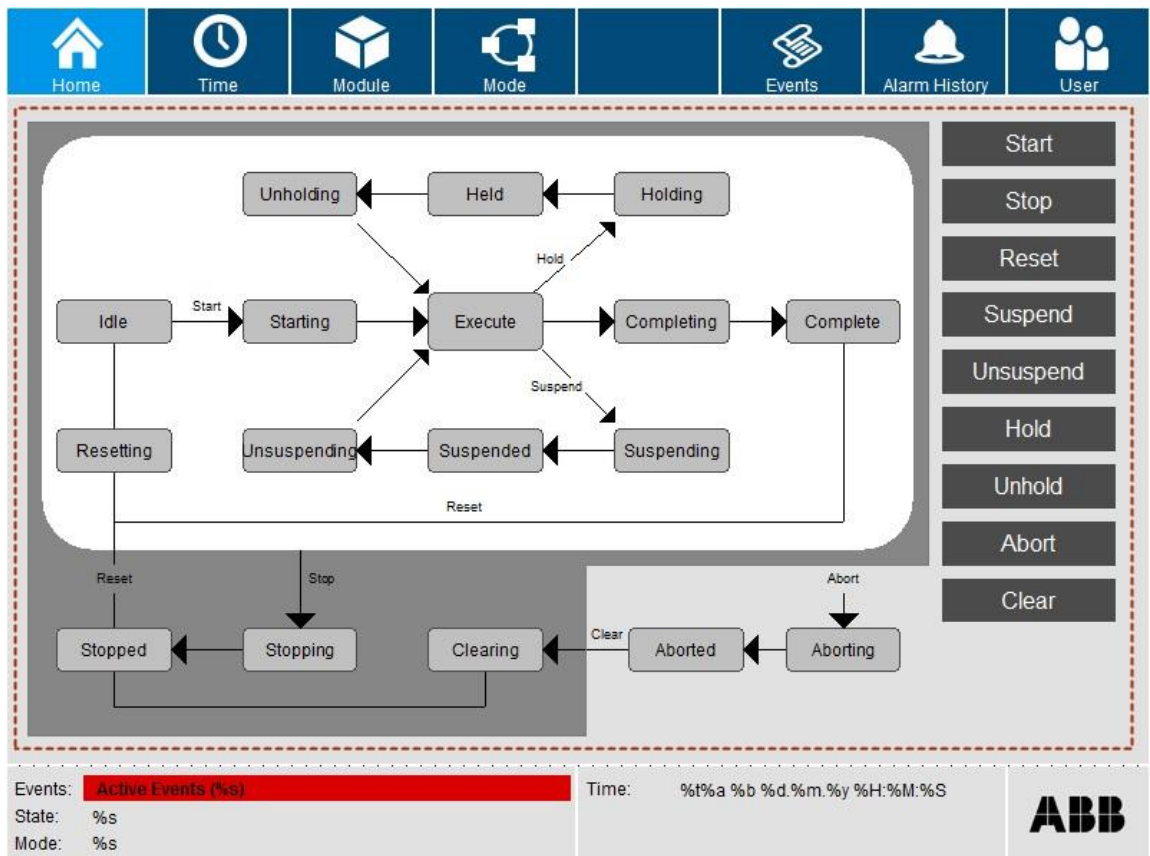 Home
Time
Module
Mode
Events
Alarm History
User
Start
Stop
Reset
Suspend
Unsuspend
Hold
Unhold
Abort
Clear
Unholding
Held
Holding
Hold
Idle
Start
Starting
Execute
Completing
Complete
Suspend
Resetting
Unsuspending
Suspended
Suspending
Reset
Reset
Stop
Abort
Stopped
Stopping
Clearing
Clear
Aborted
Aborting
Events: Active Events (%s)
State: %s
Mode: %s
Time: %t%a %b %d.%m.%y %H:%M:%S
ABB